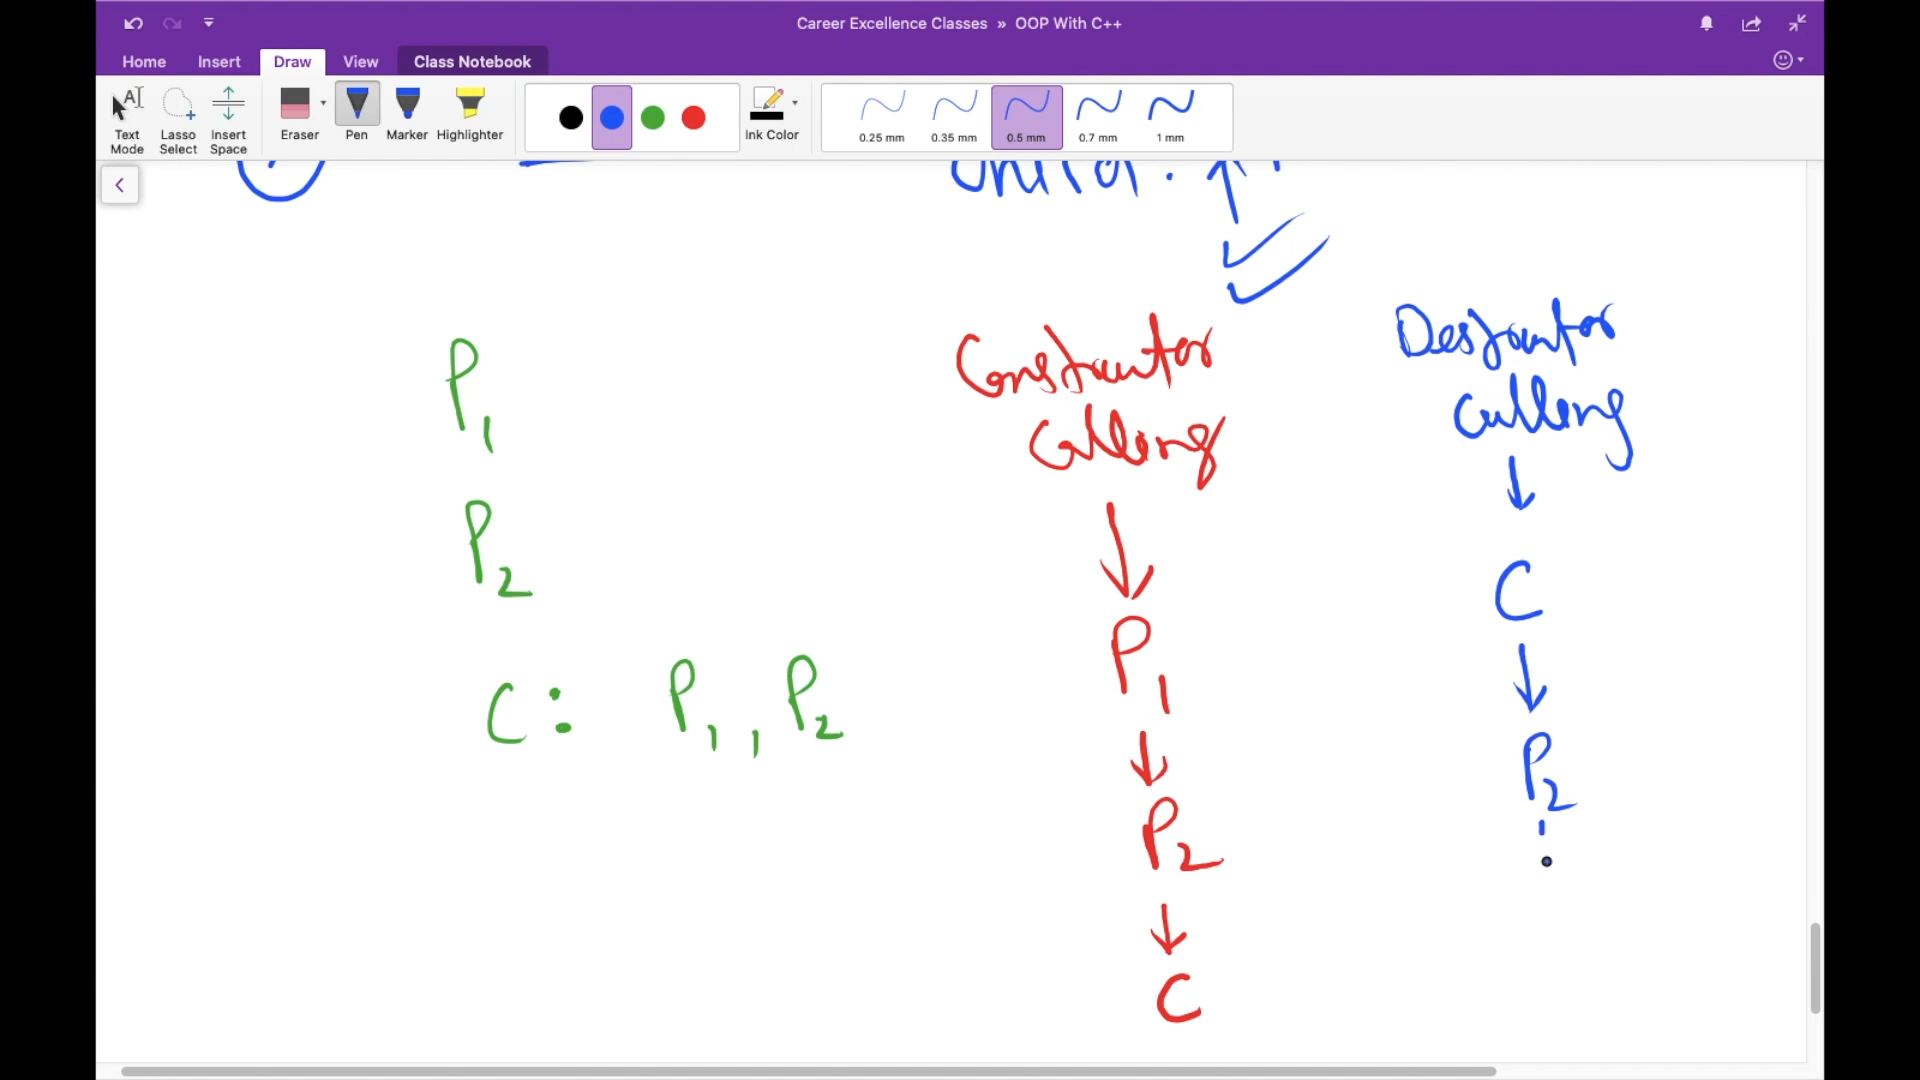 Career Excellence Classes » OOP With C++
Home Insert Draw View Class Notebook
Text Mode
Lasso Select
Insert Space
Eraser
Pen
Marker
Highlighter
Ink Color
0.25 mm
0.35 mm
0.5 mm
0.7 mm
1 mm
P1
P2
C: P1, P2
Constructor
Calling
P1
P2
C
Destructor
Calling
C
P2